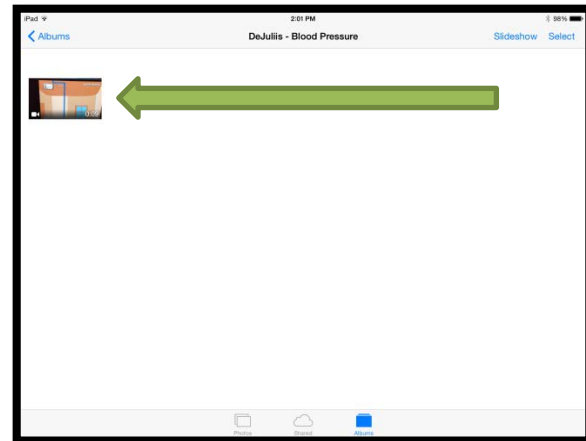 iPad 2:01 PM 98%
Albums DeJuliis - Blood Pressure Slideshow Select
Photos Shared Albums